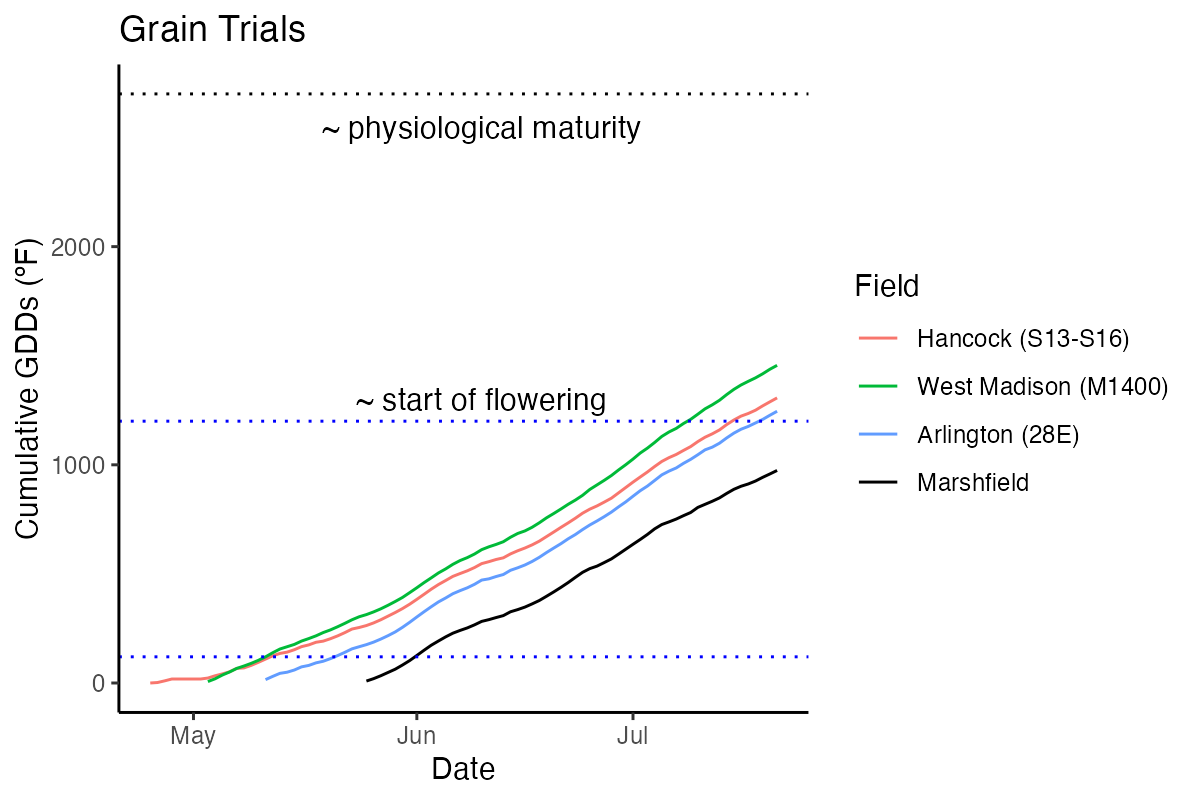 Grain Trials
~ physiological maturity
2000
~ start of flowering
1000
0
Cumulative GDDs (°F)
May
Jun
Jul
Date
Field
Hancock (S13-S16)
West Madison (M1400)
Arlington (28E)
Marshfield